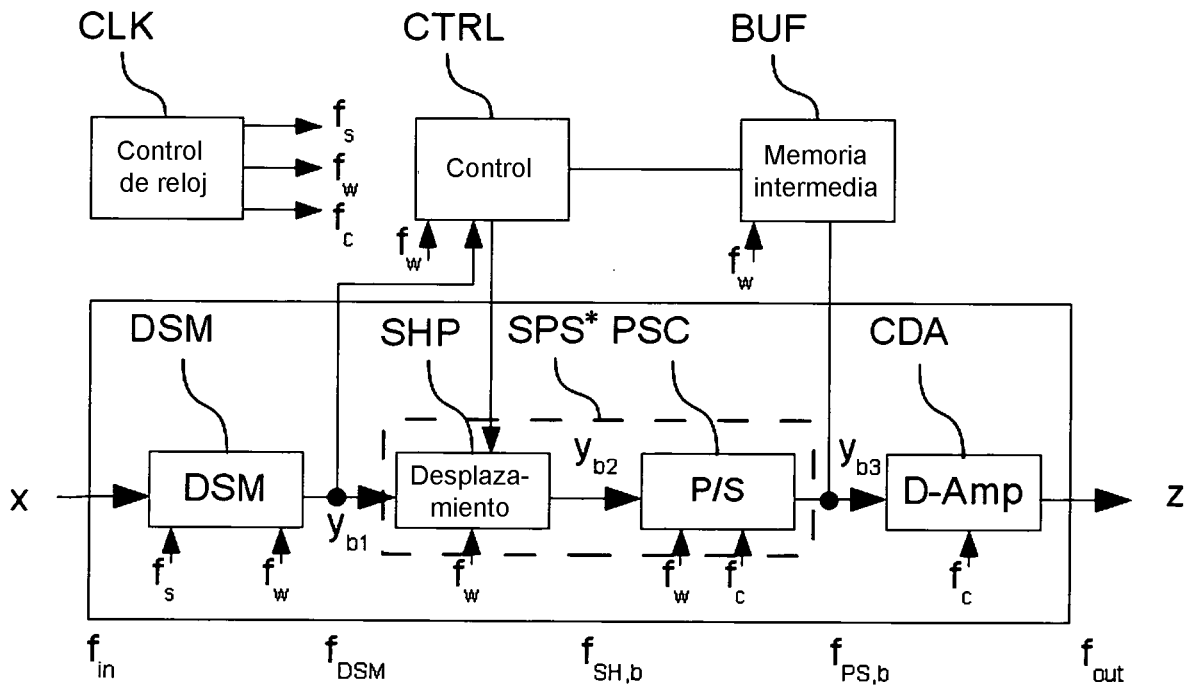 CLK CTRL BUF
Control de reloj
f_s
f_w
f_c
Control
f_w
Memoria intermedia
f_w
DSM SHP SPS* PSC CDA
x
DSM
f_s f_w
y_b1
Desplaza-
miento
f_w
y_b2
P/S
f_w f_c
y_b3
D-Amp
f_c
z
f_in f_DSM f_SH,b f_PS,b f_out